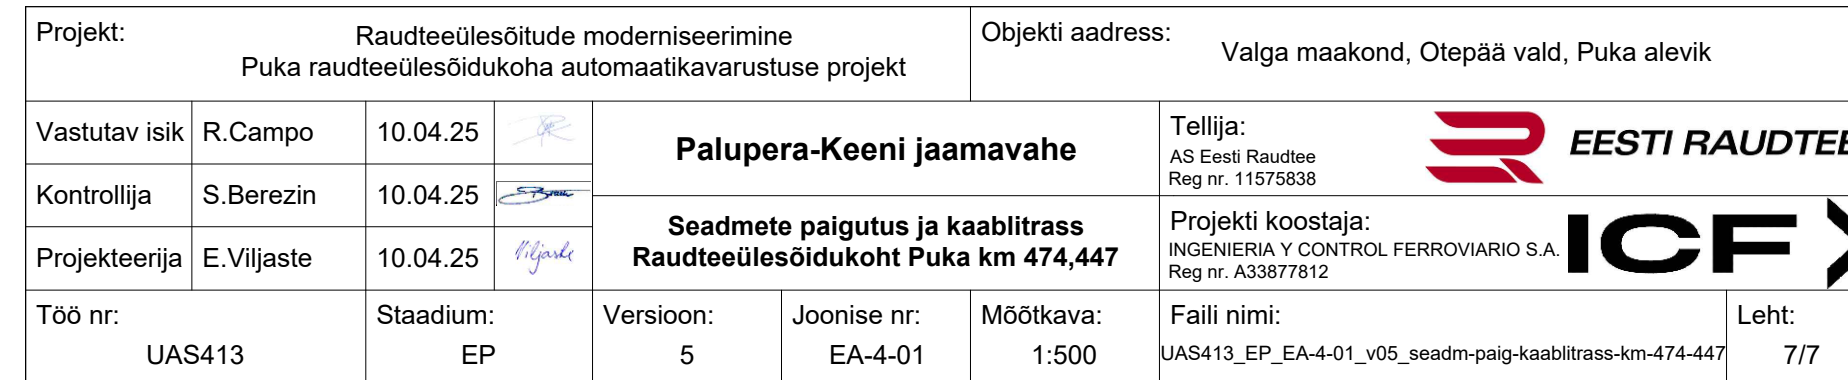 Projekt:
Raudteeülesõitude moderniseerimine
Puka raudteeülesõidukoha automaatikavarustuse projekt
Objekti aadress:
Valga maakond, Otepää vald, Puka alevik
Vastutav isik R.Campo 10.04.25
Kontrollija S.Berezin 10.04.25
Projekteerija E.Viljaste 10.04.25 Viljaste
Palupera-Keeni jaamavahe
Seadmete paigutus ja kaablitrass
Raudteeülesõidukoht Puka km 474,447
Tellija:
AS Eesti Raudtee
Reg nr. 11575838
EESTI RAUDTEE
Projekti koostaja:
INGENIERIA Y CONTROL FERROVIARIO S.A.
Reg nr. A33877812
ICF
Töö nr:
UAS413
Staadium:
EP
Versioon:
5
Joonise nr:
EA-4-01
Mõõtkava:
1:500
Faili nimi:
UAS413_EP_EA-4-01_v05_seadm-paig-kaablitrass-km-474-447
Leht:
7/7